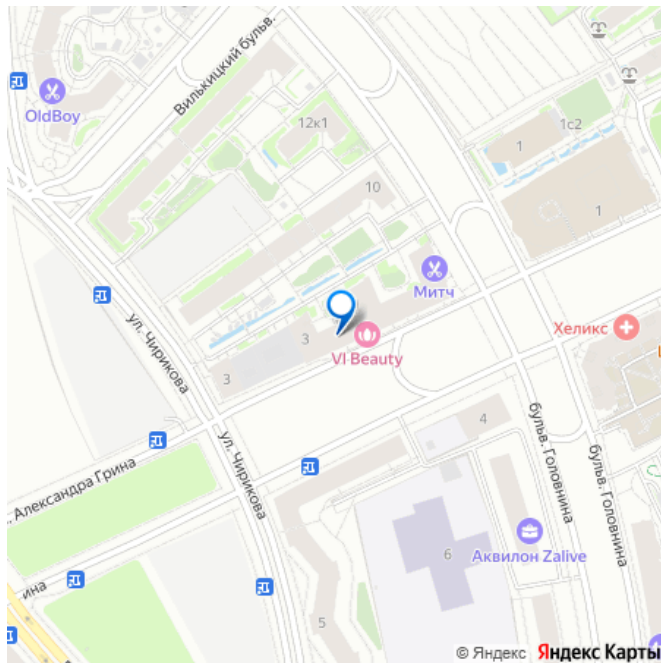 Вилькицкий бульв.
OldBoy
12к1
1с2
1
10
1
Митч
Хеликс
3
VI Beauty
3
ул. Чирикова
4
ул. Чирикова
бульв. Головнина
бульв. Головнина
. Александра Грина
6
Аквилон Zalive
ина
5
© Яндекс Яндекс Карты